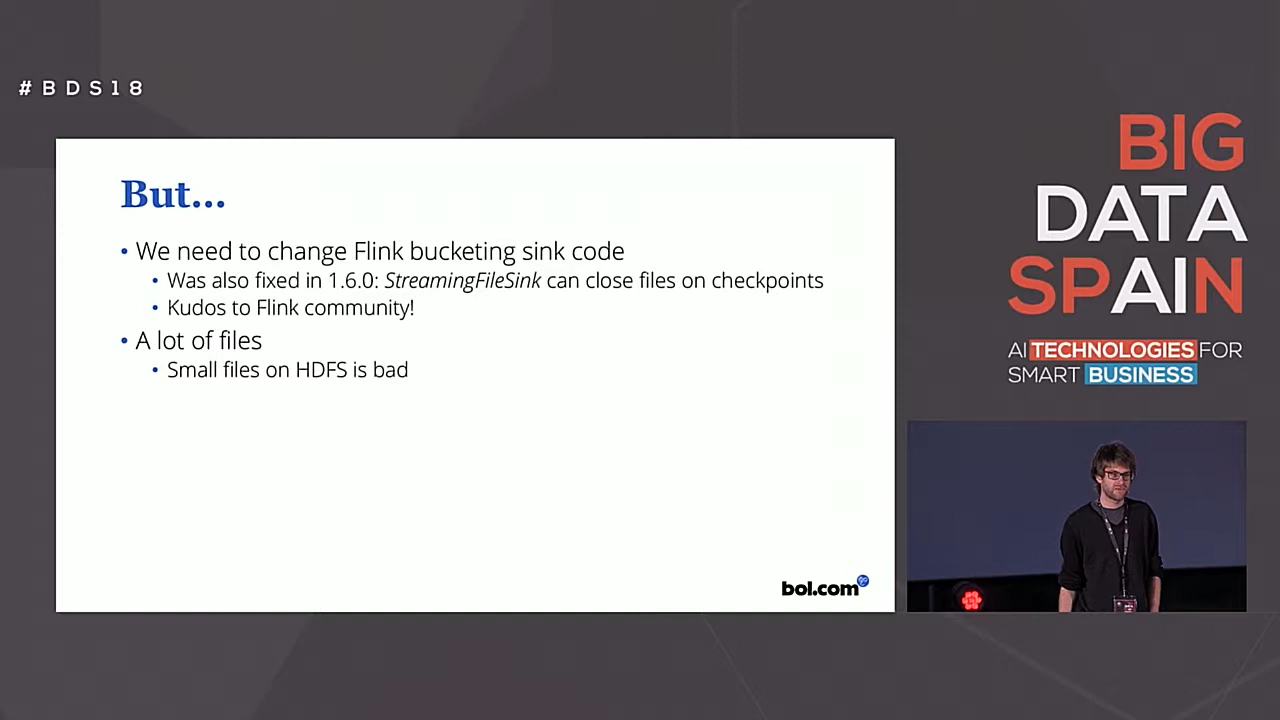 #BDS18
But...
• We need to change Flink bucketing sink code
• Was also fixed in 1.6.0: StreamingFileSink can close files on checkpoints
• Kudos to Flink community!
• A lot of files
• Small files on HDFS is bad
bol.com
BIG
DATA
SPAIN
AI TECHNOLOGIES FOR
SMART BUSINESS